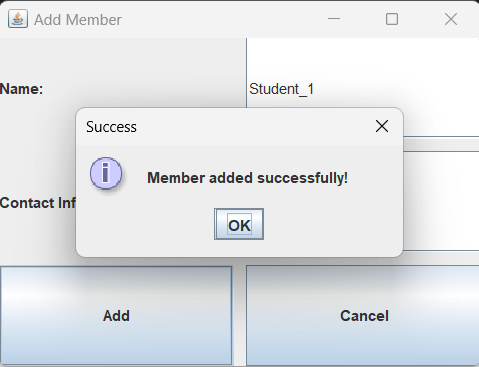 Add Member
Name:
Student_1
Success
Member added successfully!
OK
Contact Inf
Add
Cancel